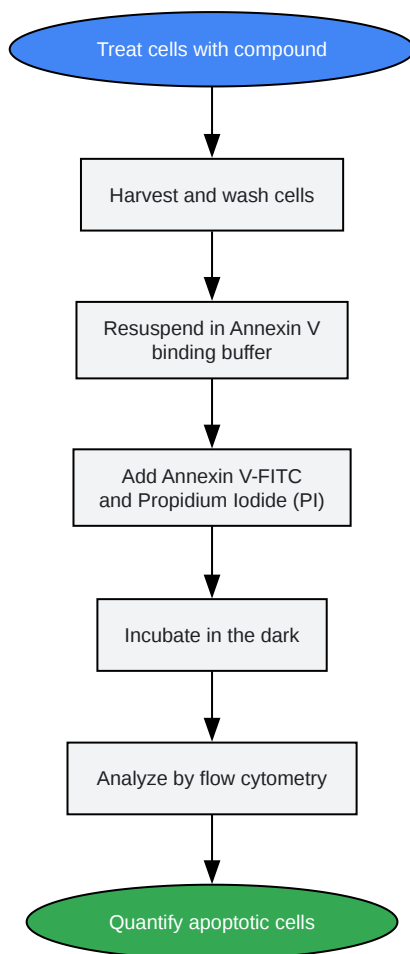 Treat cells with compound
Harvest and wash cells
Resuspend in Annexin V
binding buffer
Add Annexin V-FITC
and Propidium Iodide (PI)
Incubate in the dark
Analyze by flow cytometry
Quantify apoptotic cells